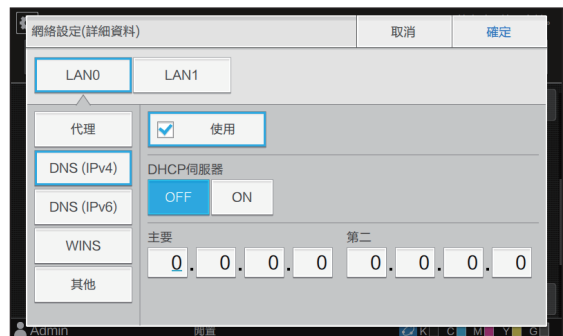 網絡設定(詳細資料) 取消 確定
LAN0 LAN1
代理 使用
DNS (IPv4) DHCP伺服器
OFF ON
DNS (IPv6)
WINS 主要 第二
0 . 0 . 0 . 0 0 . 0 . 0 . 0
其他
Admin 閒置 K C M Y G